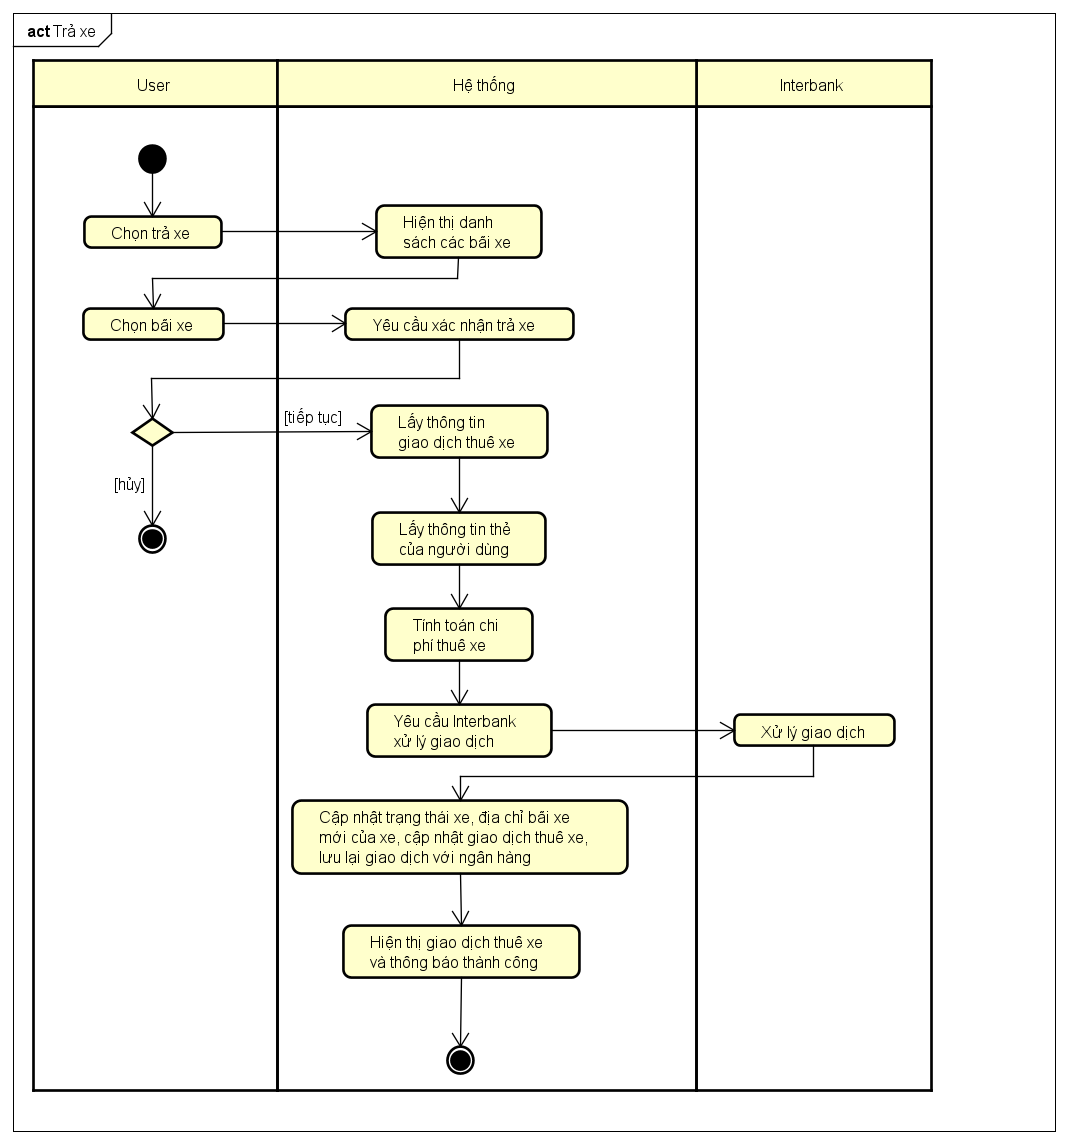 act Trả xe
User
Hệ thống
Interbank
Chọn trả xe
Hiện thị danh
sách các bãi xe
Chọn bãi xe
Yêu cầu xác nhận trả xe
[tiếp tục]
[hủy]
Lấy thông tin
giao dịch thuê xe
Lấy thông tin thẻ
của người dùng
Tính toán chi
phí thuê xe
Yêu cầu Interbank
xử lý giao dịch
Xử lý giao dịch
Cập nhật trạng thái xe, địa chỉ bãi xe
mới của xe, cập nhật giao dịch thuê xe,
lưu lại giao dịch với ngân hàng
Hiện thị giao dịch thuê xe
và thông báo thành công